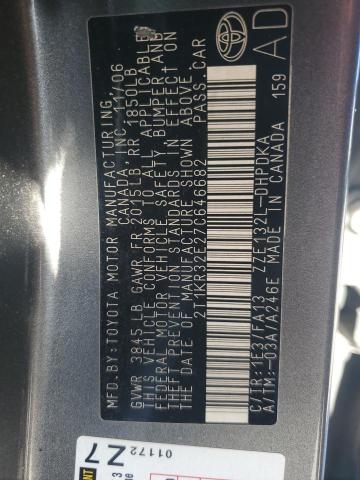 MFD.BY:TOYOTA MOTOR MANUFACTURING
CANADA, INC. 11/06
GVWR 3845LB GAWR FR 2015LB RR 1850LB
THIS VEHICLE CONFORMS TO ALL APPLICABLE
FEDERAL MOTOR VEHICLE SAFETY, BUMPER, AND
THEFT PREVENTION STANDARDS IN EFFECT ON
THE DATE OF MANUFACTURE SHOWN ABOVE.
2T1KR32E27C646682 PASS.CAR
C/TR:1E3/FA13 ZZE132L-DHPDKA
A/TM:-03A/A246E MADE IN CANADA 159
TOYOTA
AD
01172
Z7